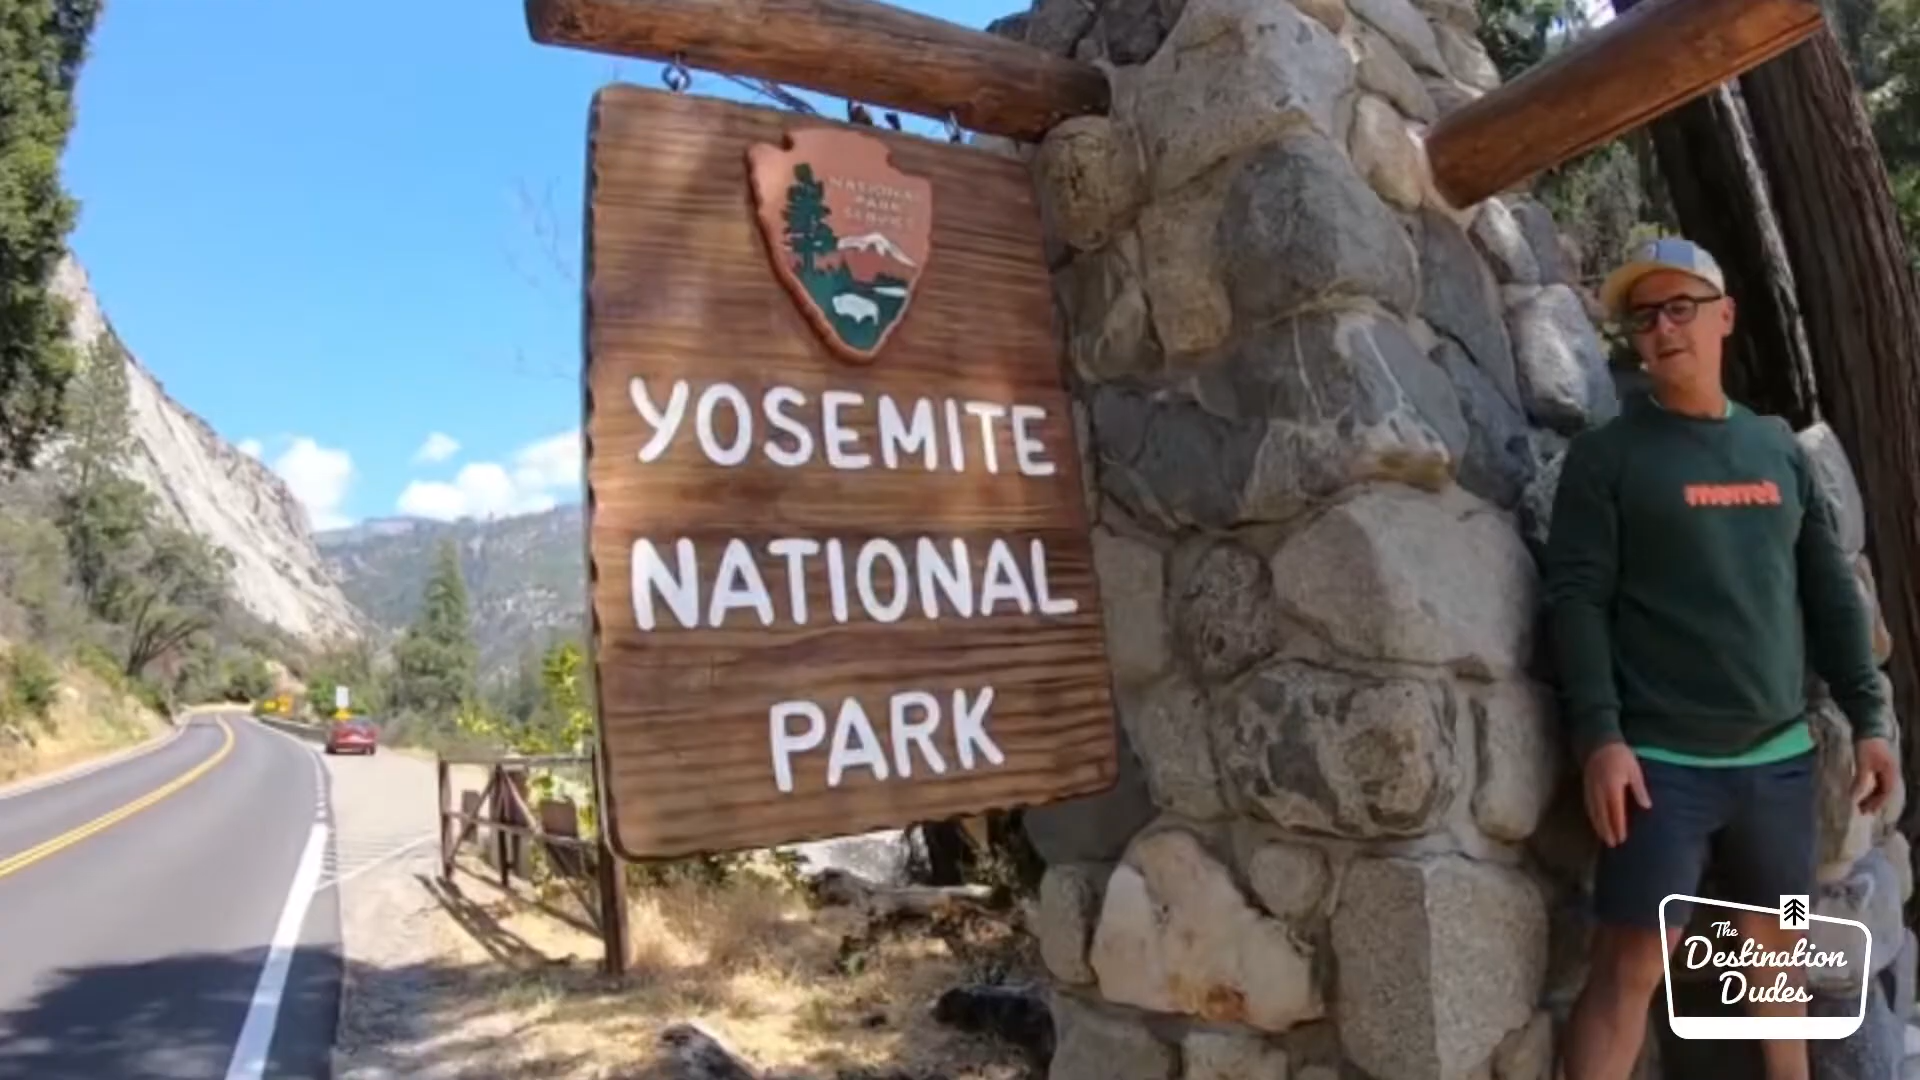 NATIONAL
PARK
SERVICE
YOSEMITE
NATIONAL
PARK
merrell
The
Destination
Dudes